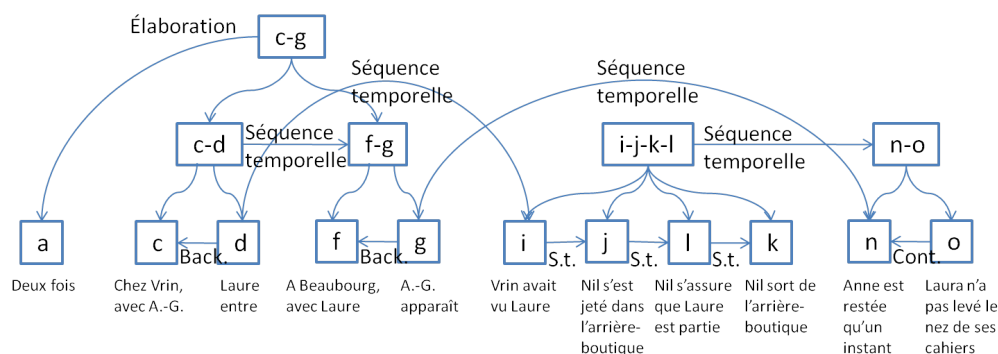 Élaboration
c-g
Séquence
temporelle
Séquence
temporelle
c-d
Séquence
temporelle
f-g
i-j-k-l
Séquence
temporelle
n-o
a
c
Back.
d
f
Back.
g
i
S.t.
j
S.t.
l
S.t.
k
n
Cont.
o
Deux fois
Chez Vrin,
avec A.-G.
Laure
entre
A Beaubourg,
avec Laure
A.-G.
apparaît
Vrin avait
vu Laure
Nil s’est
jeté dans
l’arrière-
boutique
Nil s’assure
que Laure
est partie
Nil sort de
l’arrière-
boutique
Anne est
restée
qu’un
instant
Laura n’a
pas levé le
nez de ses
cahiers